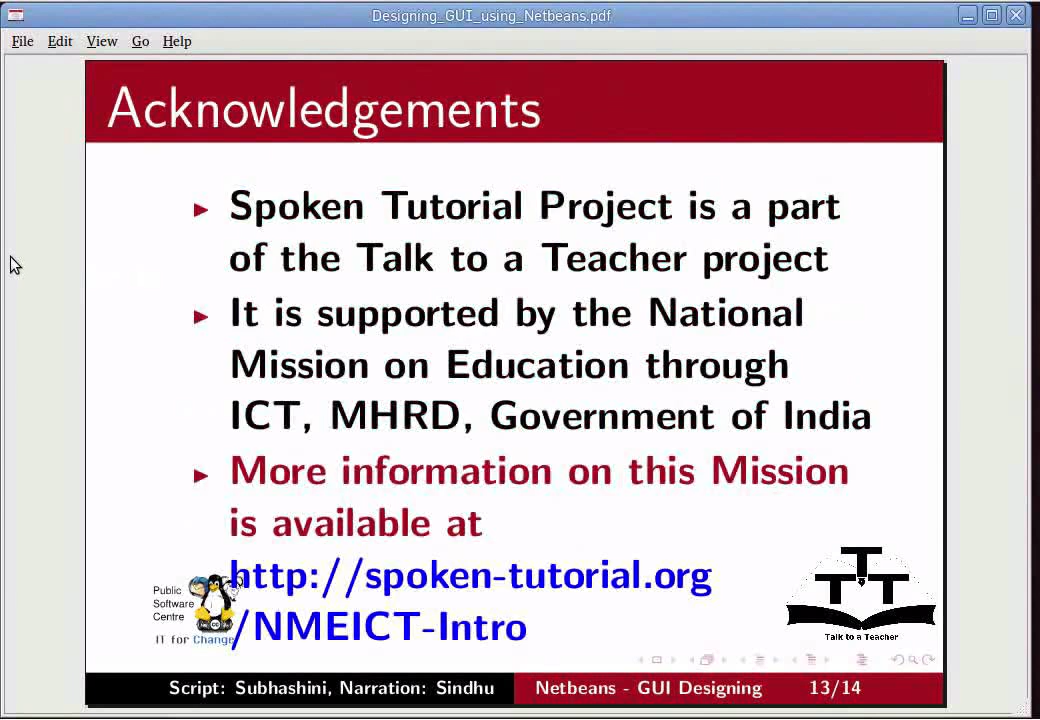 Designing_GUI_using_Netbeans.pdf
File Edit View Go Help
Acknowledgements
Spoken Tutorial Project is a part
of the Talk to a Teacher project
It is supported by the National
Mission on Education through
ICT, MHRD, Government of India
More information on this Mission
is available at
http://spoken-tutorial.org
/NMEICT-Intro
Public
Software
Centre
IT for Change
T T T
Talk to a Teacher
Script: Subhashini, Narration: Sindhu
Netbeans - GUI Designing 13/14